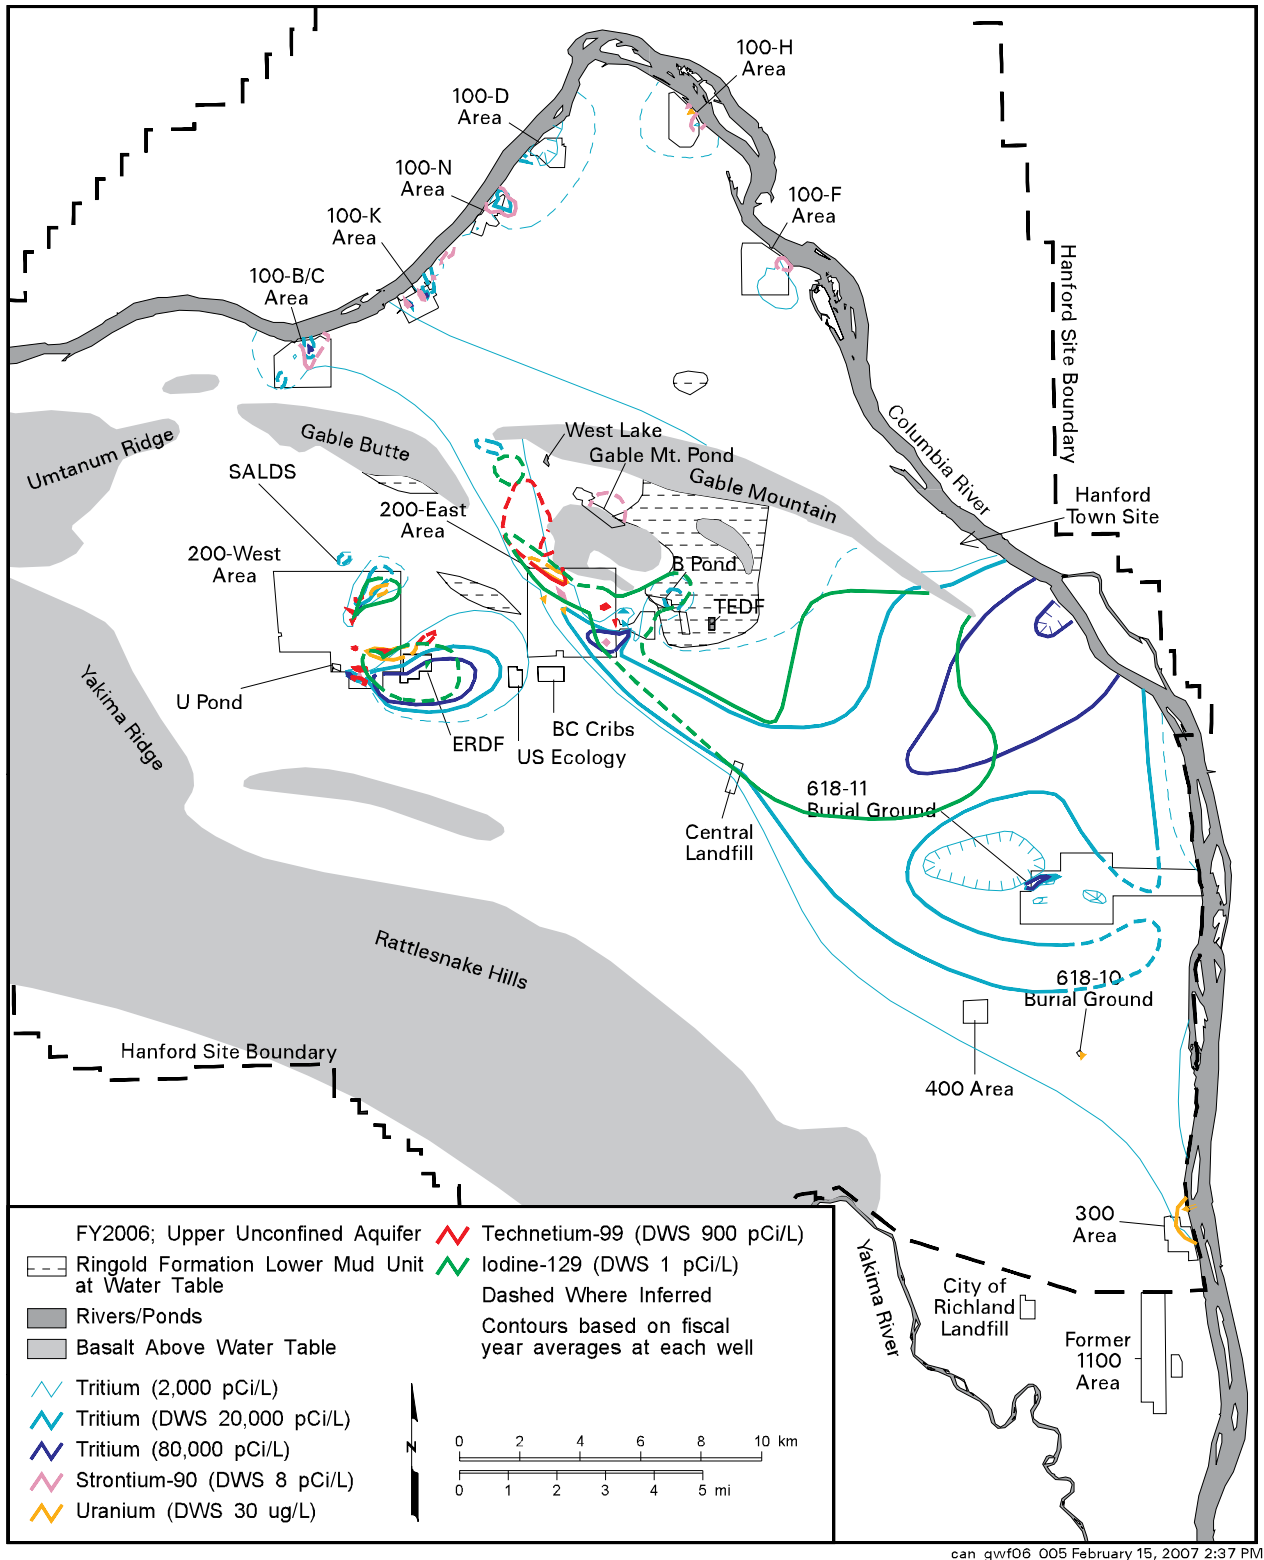 100-H
Area
100-D
Area
100-N
Area
100-F
Area
100-K
Area
100-B/C
Area
Hanford Site Boundary
Columbia River
Umtanum Ridge
Gable Butte
West Lake
Gable Mt. Pond
Gable Mountain
SALDS
200-East
Area
Hanford
Town Site
200-West
Area
B Pond
TEDF
U Pond
Yakima Ridge
ERDF
BC Cribs
US Ecology
618-11
Burial Ground
Central
Landfill
Rattlesnake Hills
618-10
Burial Ground
Hanford Site Boundary
400 Area
300
Area
Yakima River
City of
Richland
Landfill
Former
1100
Area
FY2006; Upper Unconfined Aquifer
Ringold Formation Lower Mud Unit
at Water Table
Rivers/Ponds
Basalt Above Water Table
Tritium (2,000 pCi/L)
Tritium (DWS 20,000 pCi/L)
Tritium (80,000 pCi/L)
Strontium-90 (DWS 8 pCi/L)
Uranium (DWS 30 ug/L)
Technetium-99 (DWS 900 pCi/L)
Iodine-129 (DWS 1 pCi/L)
Dashed Where Inferred
Contours based on fiscal
year averages at each well
N
0 2 4 6 8 10 km
0 1 2 3 4 5 mi
can_gwf06_005 February 15, 2007 2:37 PM